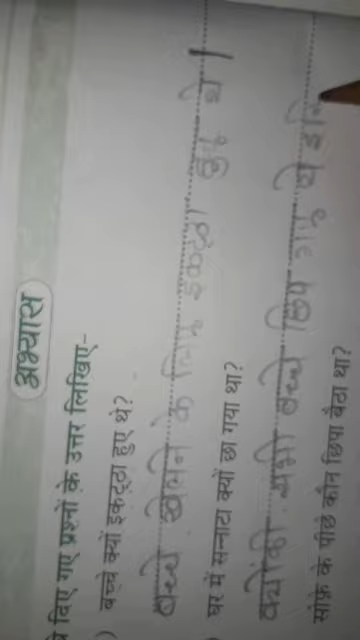 अभ्यास
दिए गए प्रश्नों के उत्तर लिखिए-
) बच्चे क्यों इकट्ठा हुए थे?
बच्चे खेलने के लिए इकट्ठा हुए थे।
) घर में सन्नाटा क्यों छा गया था?
क्योंकी सभी बच्चे छिप गए थे
सोफ़े के पीछे कौन छिपा बैठा था?